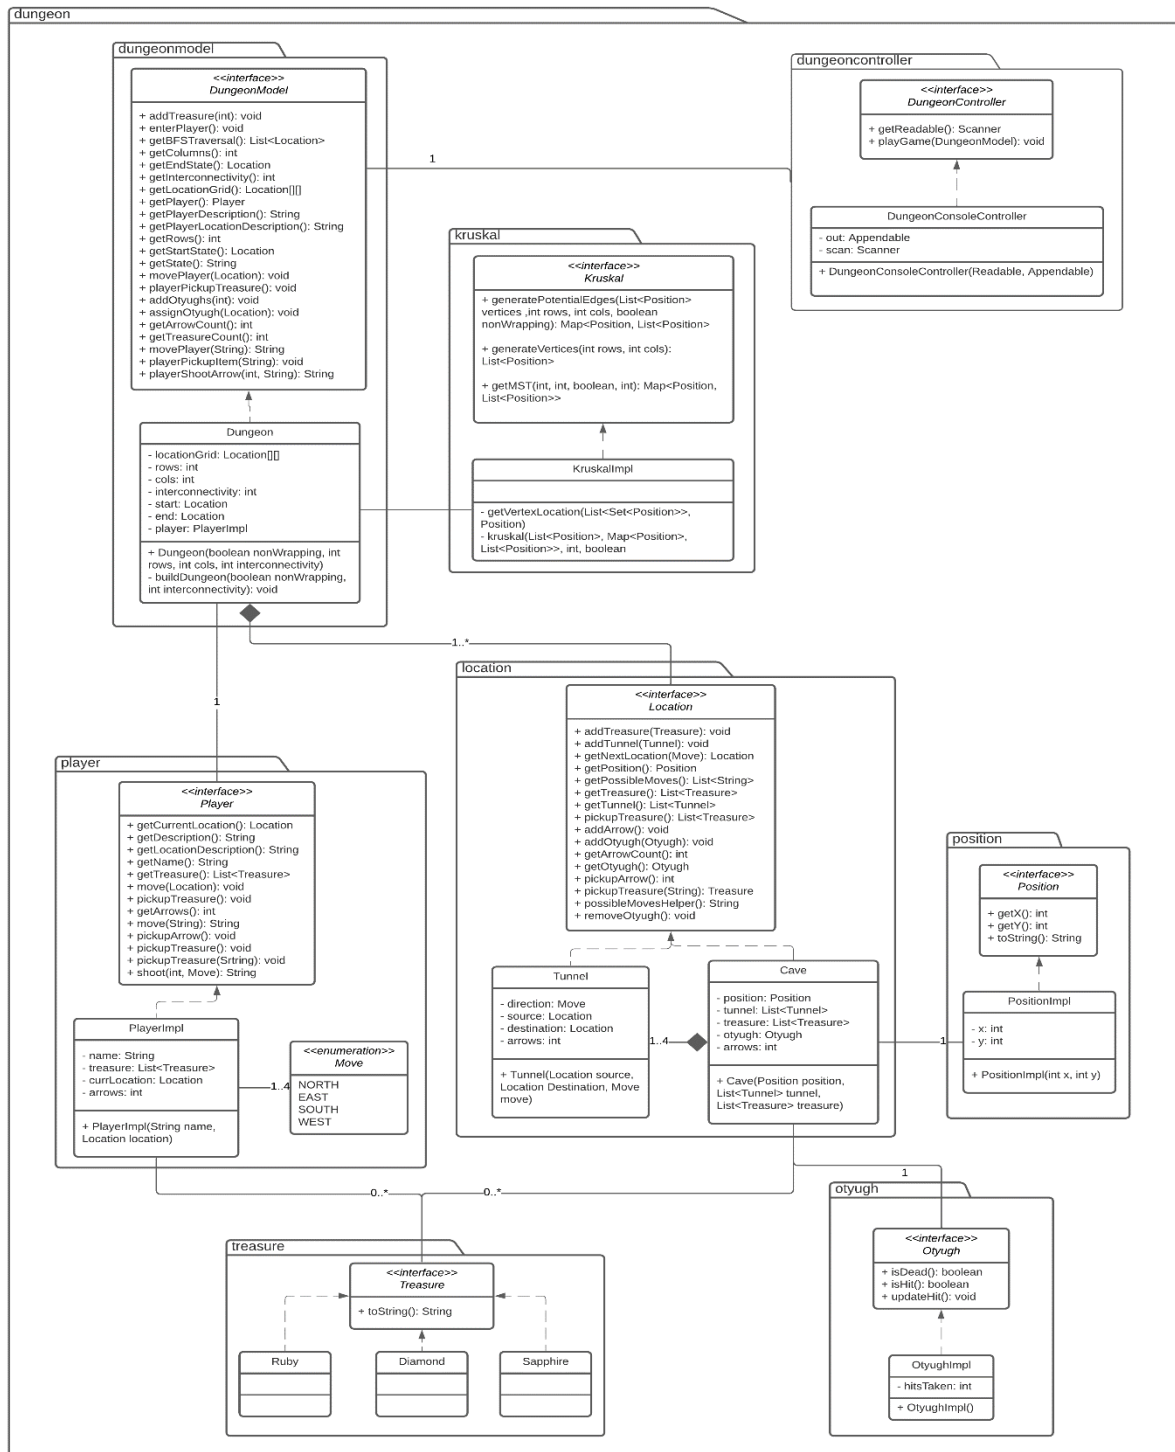 dungeon
dungeonmodel
<<interface>>
DungeonModel
+ addTreasure(int): void
+ enterPlayer(): void
+ getBFSTraversal(): List<Location>
+ getColumns(): int
+ getEndState(): Location
+ getInterconnectivity(): int
+ getLocationGrid(): Location[][]
+ getPlayer(): Player
+ getPlayerDescription(): String
+ getPlayerLocationDescription(): String
+ getRows(): int
+ getStartState(): Location
+ getState(): String
+ movePlayer(Location): void
+ playerPickupTreasure(): void
+ addOtyughs(int): void
+ assignOtyugh(Location): void
+ getArrowCount(): int
+ getTreasureCount(): int
+ movePlayer(String): String
+ playerPickupItem(String): void
+ playerShootArrow(int, String): String
Dungeon
- locationGrid: Location[][]
- rows: int
- cols: int
- interconnectivity: int
- start: Location
- end: Location
- player: PlayerImpl
+ Dungeon(boolean nonWrapping, int
rows, int cols, int interconnectivity)
- buildDungeon(boolean nonWrapping,
int interconnectivity): void
1
dungeoncontroller
<<interface>>
DungeonController
+ getReadable(): Scanner
+ playGame(DungeonModel): void
DungeonConsoleController
- out: Appendable
- scan: Scanner
+ DungeonConsoleController(Readable, Appendable)
kruskal
<<interface>>
Kruskal
+ generatePotentialEdges(List<Position>
vertices ,int rows, int cols, boolean
nonWrapping): Map<Position, List<Position>
+ generateVertices(int rows, int cols):
List<Position>
+ getMST(int, int, boolean, int): Map<Position,
List<Position>>
KruskalImpl
- getVertexLocation(List<Set<Position>>,
Position)
- kruskal(List<Position>, Map<Position>,
List<Position>>, int, boolean
1..*
1
location
<<interface>>
Location
+ addTreasure(Treasure): void
+ addTunnel(Tunnel): void
+ getNextLocation(Move): Location
+ getPosition(): Position
+ getPossibleMoves(): List<String>
+ getTreasure(): List<Treasure>
+ getTunnel(): List<Tunnel>
+ pickupTreasure(): List<Treasure>
+ addArrow(): void
+ addOtyugh(Otyugh): void
+ getArrowCount(): int
+ getOtyugh(): Otyugh
+ pickupArrow(): int
+ pickupTreasure(String): Treasure
+ possibleMovesHelper(): String
+ removeOtyugh(): void
Tunnel
- direction: Move
- source: Location
- destination: Location
- arrows: int
+ Tunnel(Location source,
Location Destination, Move
move)
1..4
Cave
- position: Position
- tunnel: List<Tunnel>
- treasure: List<Treasure>
- otyugh: Otyugh
- arrows: int
+ Cave(Position position,
List<Tunnel> tunnel,
List<Treasure> treasure)
player
<<interface>>
Player
+ getCurrentLocation(): Location
+ getDescription(): String
+ getLocationDescription(): String
+ getName(): String
+ getTreasure(): List<Treasure>
+ move(Location): void
+ pickupTreasure(): void
+ getArrows(): int
+ move(String): String
+ pickupArrow(): void
+ pickupTreasure(): void
+ pickupTreasure(Srtring): void
+ shoot(int, Move): String
PlayerImpl
- name: String
- treasure: List<Treasure>
- currLocation: Location
- arrows: int
+ PlayerImpl(String name,
Location location)
1..4
<<enumeration>>
Move
NORTH
EAST
SOUTH
WEST
position
<<interface>>
Position
+ getX(): int
+ getY(): int
+ toString(): String
PositionImpl
- x: int
- y: int
+ PositionImpl(int x, int y)
1
0..*
0..*
1
treasure
<<interface>>
Treasure
+ toString(): String
Ruby
Diamond
Sapphire
otyugh
<<interface>>
Otyugh
+ isDead(): boolean
+ isHit(): boolean
+ updateHit(): void
OtyughImpl
- hitsTaken: int
+ OtyughImpl()